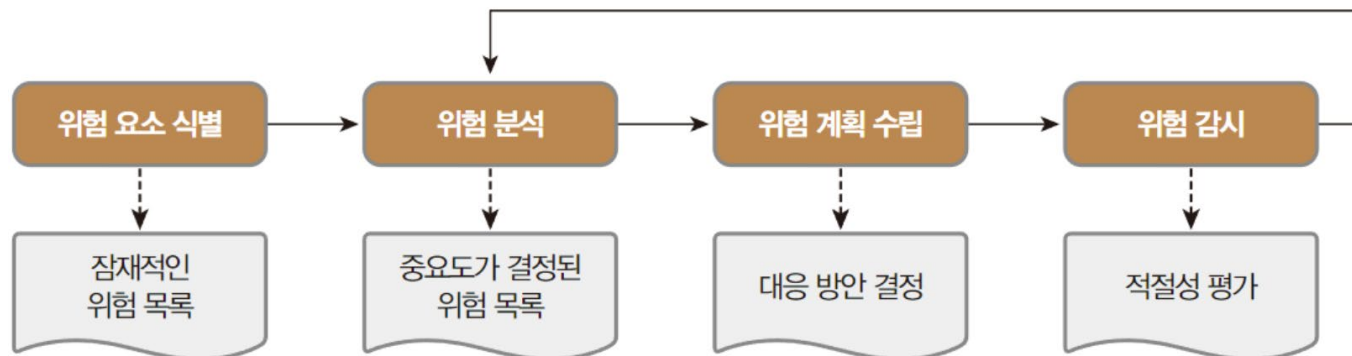 위험 요소 식별
위험 분석
위험 계획 수립
위험 감시
잠재적인
위험 목록
중요도가 결정된
위험 목록
대응 방안 결정
적절성 평가